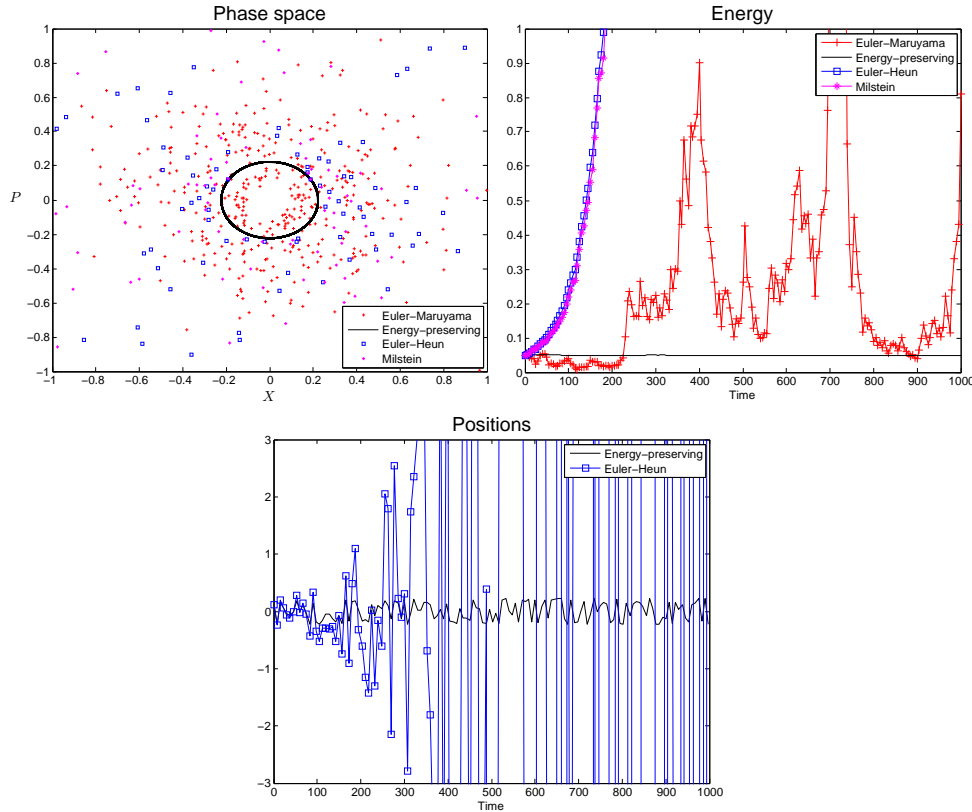 Phase space
1
0.8
0.6
0.4
0.2
0
−0.2
−0.4
−0.6
−0.8
−1
P
−1 −0.8 −0.6 −0.4 −0.2 0 0.2 0.4 0.6 0.8 1
X
Euler−Maruyama
Energy−preserving
Euler−Heun
Milstein
Energy
1
0.9
0.8
0.7
0.6
0.5
0.4
0.3
0.2
0.1
0
0 100 200 300 400 500 600 700 800 900 1000
Time
Euler−Maruyama
Energy−preserving
Euler−Heun
Milstein
Positions
3
2
1
0
−1
−2
−3
0 100 200 300 400 500 600 700 800 900 1000
Time
Energy−preserving
Euler−Heun